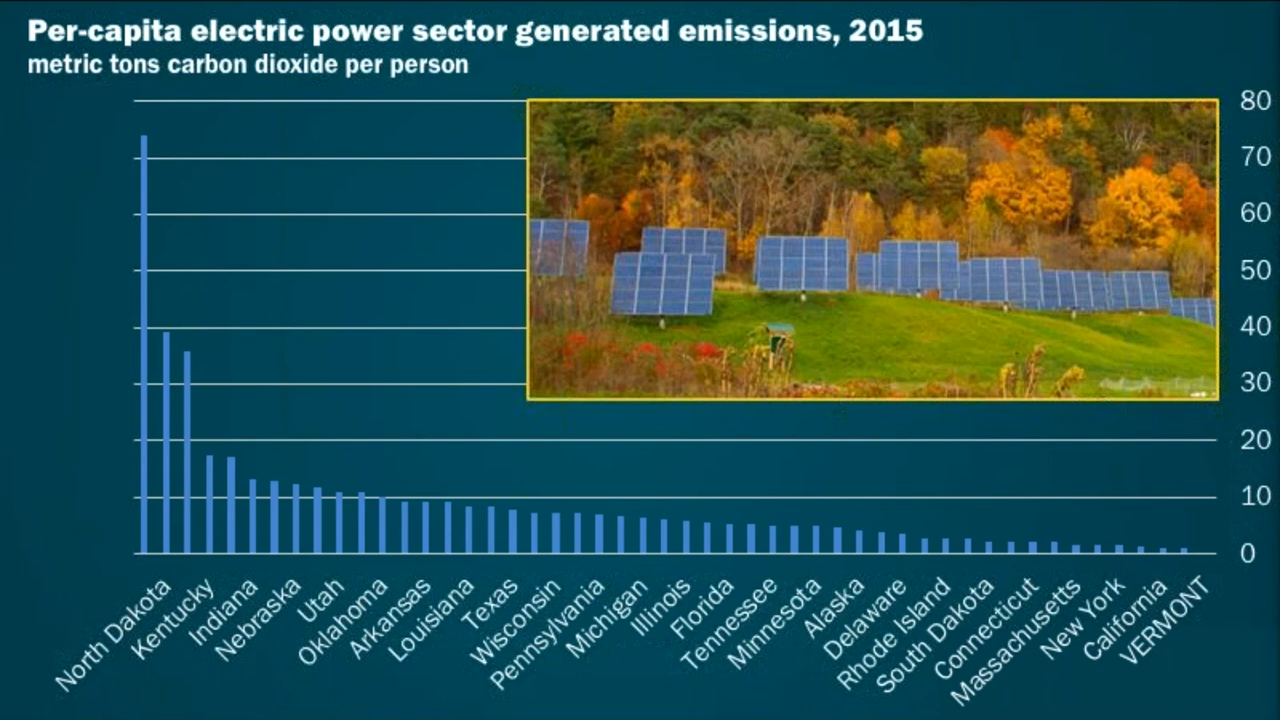 Per-capita electric power sector generated emissions, 2015
metric tons carbon dioxide per person
80
70
60
50
40
30
20
10
0
North Dakota
Kentucky
Indiana
Nebraska
Utah
Oklahoma
Arkansas
Louisiana
Texas
Wisconsin
Pennsylvania
Michigan
Illinois
Florida
Tennessee
Minnesota
Alaska
Delaware
Rhode Island
South Dakota
Connecticut
Massachusetts
New York
California
VERMONT